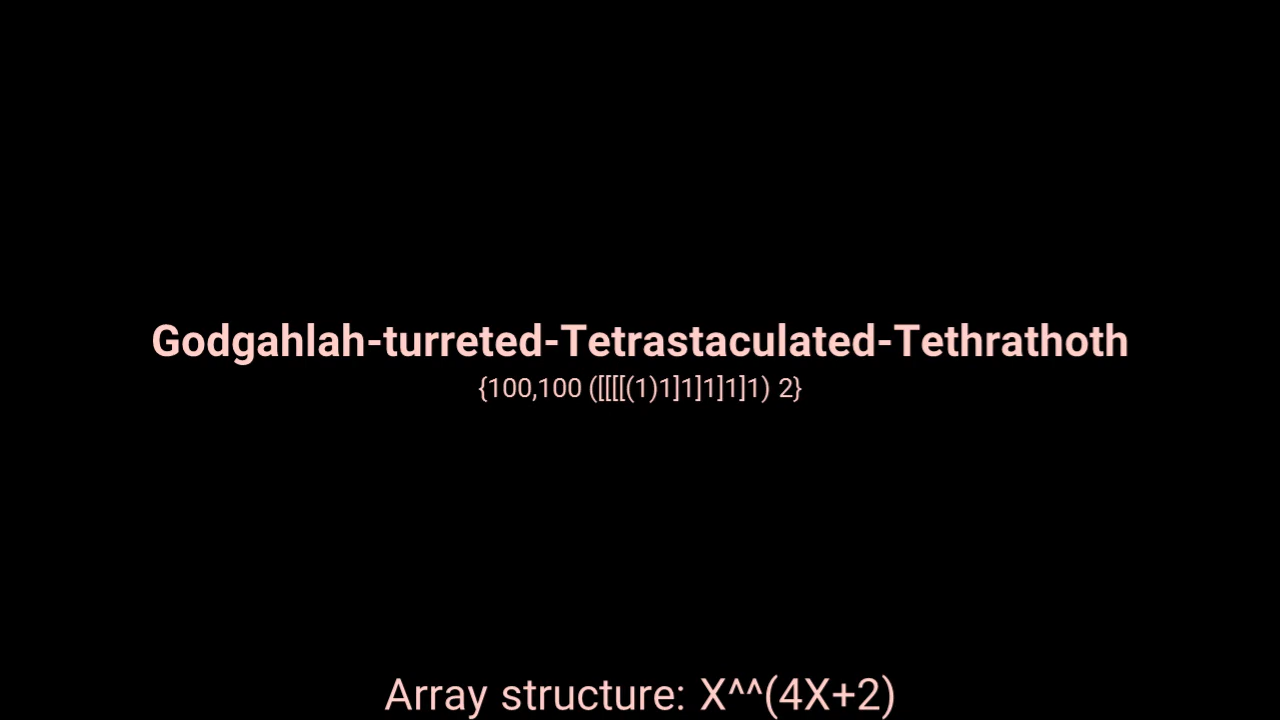 Godgahlah-turreted-Tetrastaculated-Tethrathoth
{100,100 ([[[[(1)1]1]1]1]1) 2}
Array structure: X^^(4X+2)